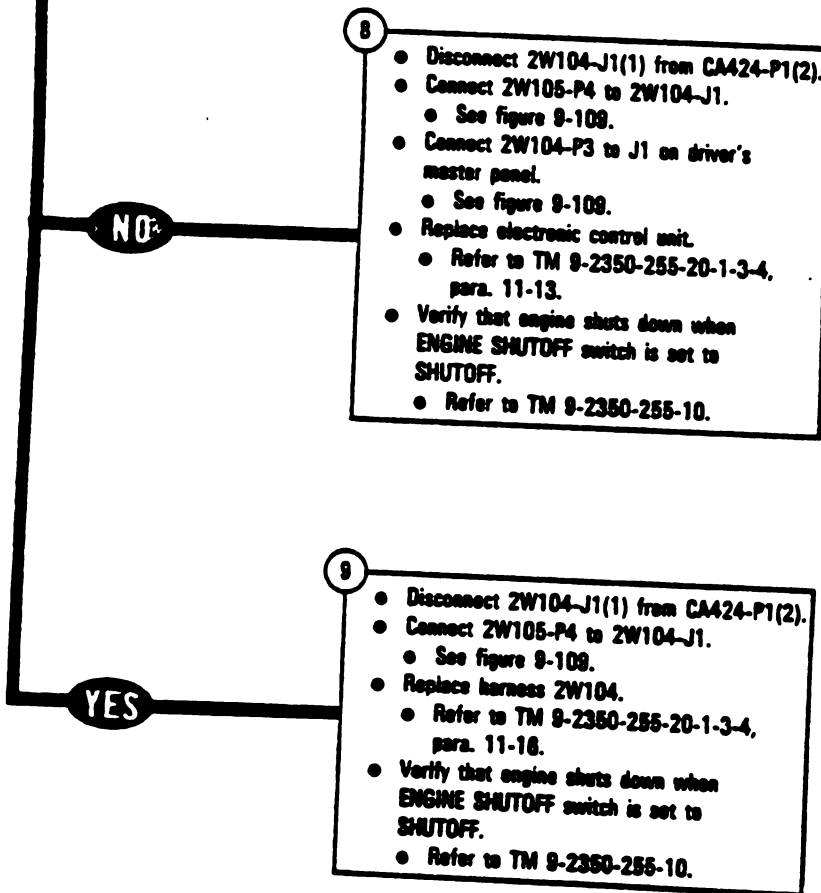 8
● Disconnect 2W104-J1(1) from CA424-P1(2).
● Connect 2W105-P4 to 2W104-J1.
● See figure 9-109.
● Connect 2W104-P3 to J1 on driver's
master panel.
● See figure 9-109.
NO
● Replace electronic control unit.
● Refer to TM 9-2350-255-20-1-3-4,
para. 11-13.
● Verify that engine shuts down when
ENGINE SHUTOFF switch is set to
SHUTOFF.
● Refer to TM 9-2350-255-10.
9
● Disconnect 2W104-J1(1) from CA424-P1(2).
● Connect 2W105-P4 to 2W104-J1.
● See figure 9-109.
YES
● Replace harness 2W104.
● Refer to TM 9-2350-255-20-1-3-4,
para. 11-16.
● Verify that engine shuts down when
ENGINE SHUTOFF switch is set to
SHUTOFF.
● Refer to TM 9-2350-255-10.